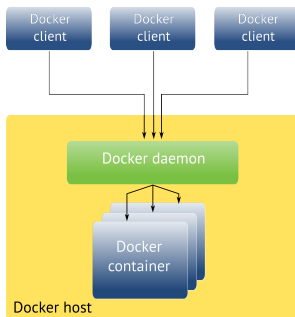 Docker
client
Docker
client
Docker
client
Docker daemon
Docker
container
Docker host